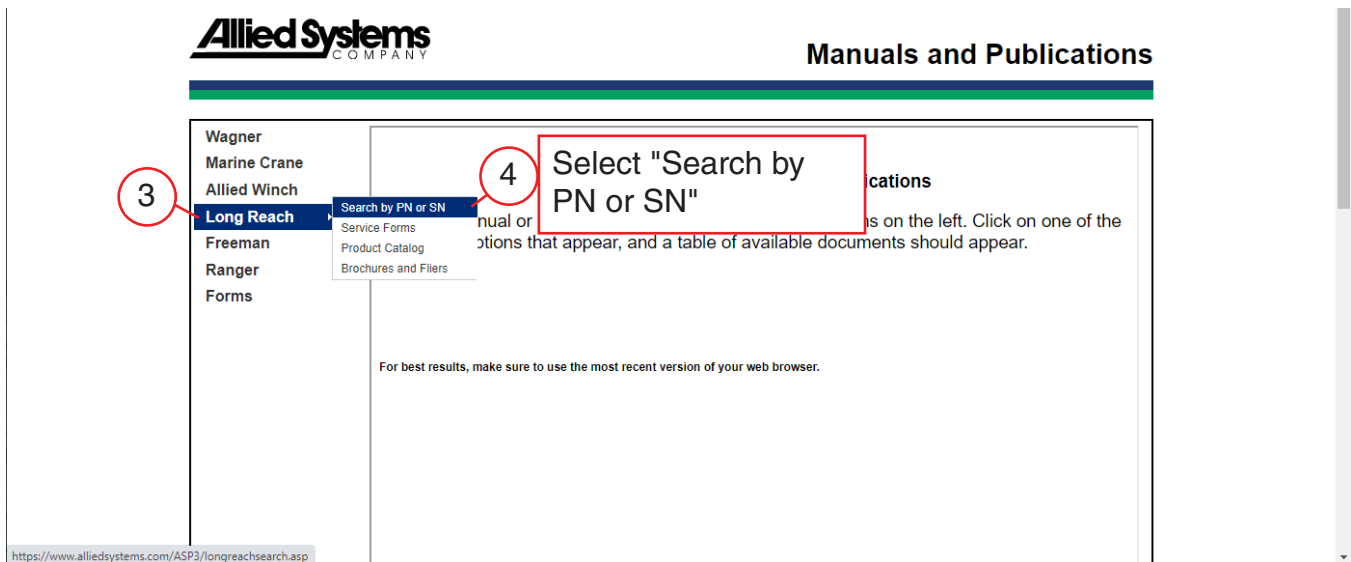 Allied Systems
COMPANY
Manuals and Publications
Wagner
Marine Crane
Allied Winch
Long Reach
Freeman
Ranger
Forms
3
Search by PN or SN
Service Forms
Product Catalog
Brochures and Fliers
4
Select "Search by
PN or SN"
ications
nual or
ns on the left. Click on one of the
otions that appear, and a table of available documents should appear.
For best results, make sure to use the most recent version of your web browser.
https://www.alliedsystems.com/ASP3/longreachsearch.asp